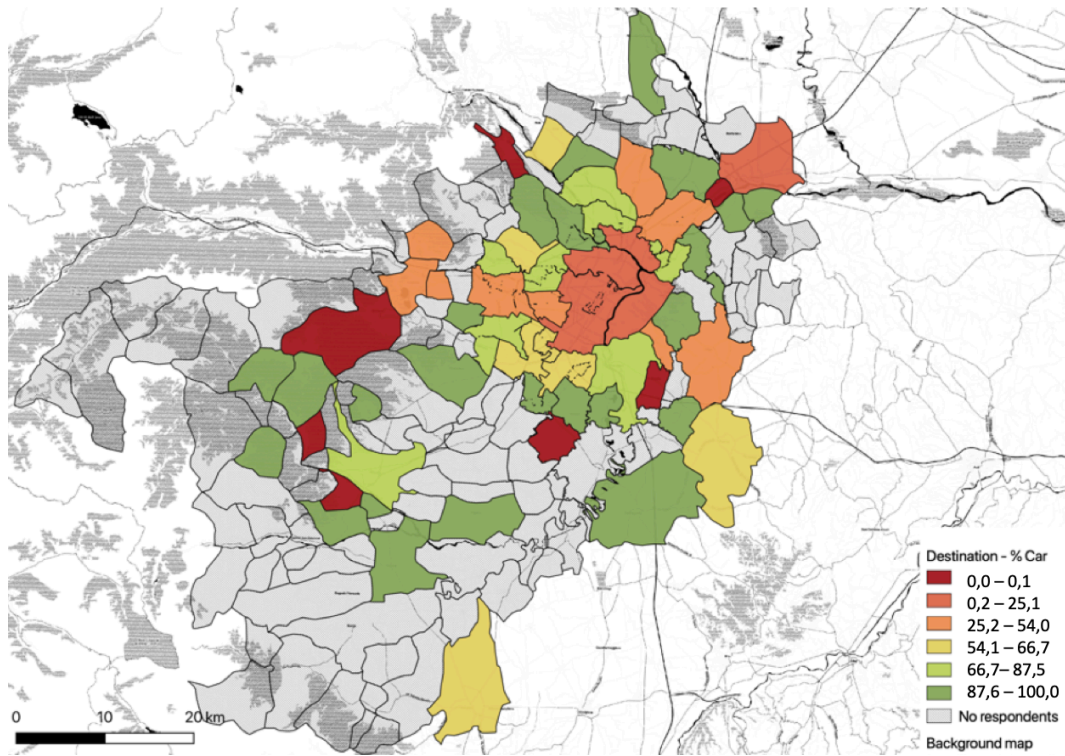 Destination - % Car
0,0 – 0,1
0,2 – 25,1
25,2 – 54,0
54,1 – 66,7
66,7– 87,5
87,6 – 100,0
No respondents
Background map
0 10 20 km